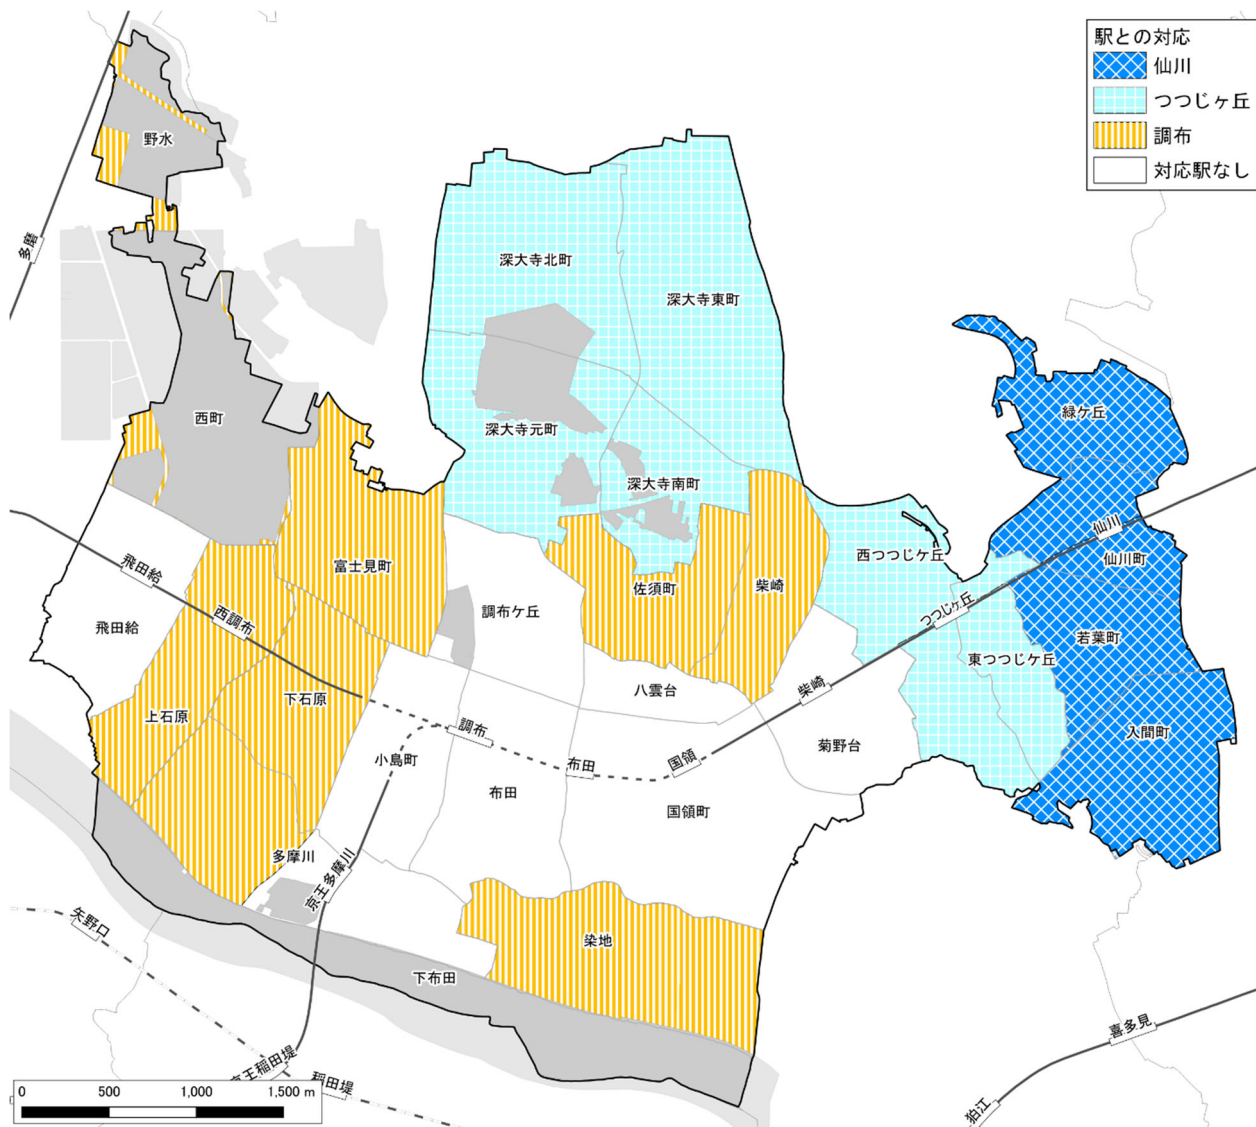 駅との対応
仙川
つつじヶ丘
調布
対応駅なし
野水
多磨
深大寺北町
深大寺東町
西町
緑ケ丘
深大寺元町
深大寺南町
仙川
飛田給
富士見町
西つつじケ丘
仙川町
佐須町
柴崎
西調布
調布ケ丘
つつじヶ丘
飛田給
若葉町
東つつじケ丘
八雲台
柴崎
下石原
上石原
調布
入間町
菊野台
小島町
布田
国領
布田
国領町
多摩川
京王多摩川
矢野口
染地
下布田
喜多見
京王稲田堤
稲田堤
狛江
0 500 1,000 1,500 m